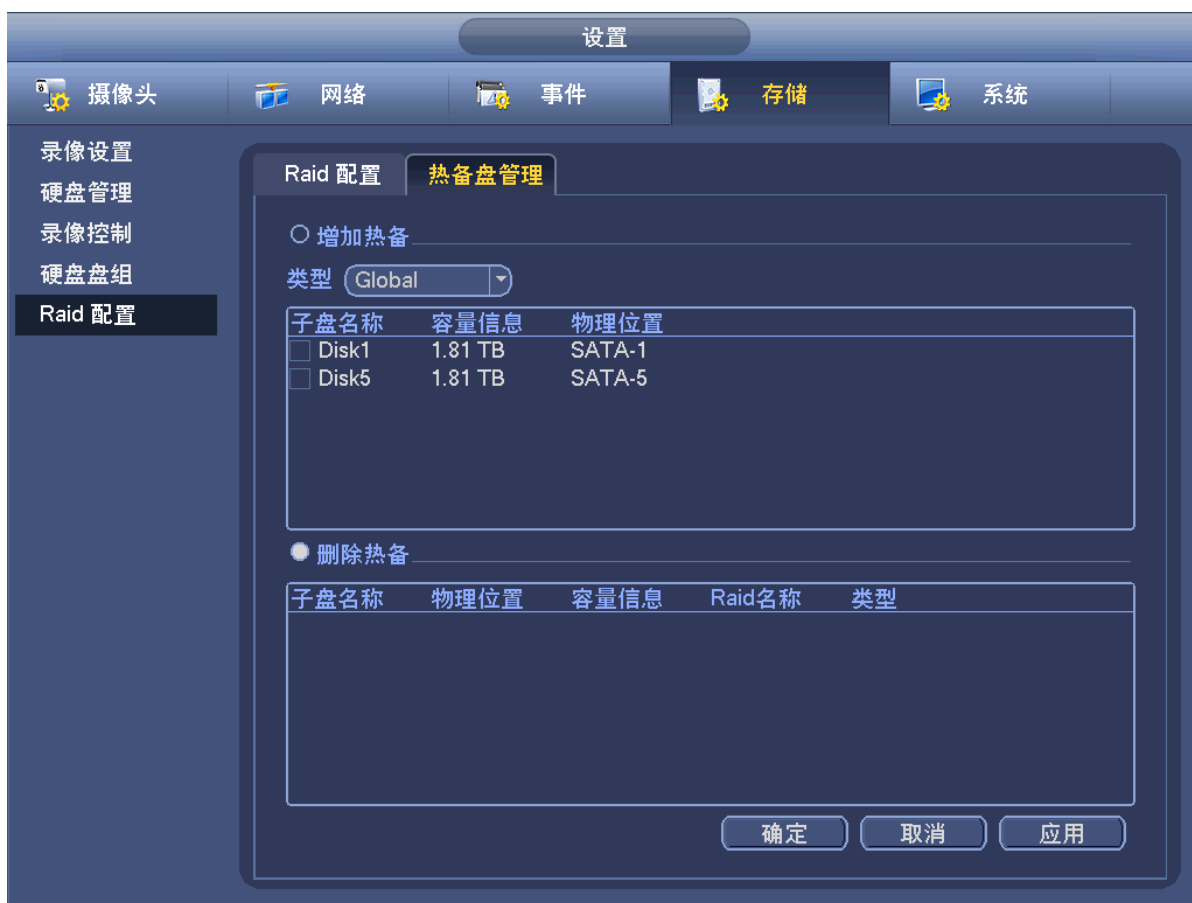 设置
摄像头 网络 事件 存储 系统
录像设置
硬盘管理
录像控制
硬盘盘组
Raid 配置
Raid 配置 热备盘管理
增加热备
类型 Global
子盘名称 容量信息 物理位置
Disk1 1.81 TB SATA-1
Disk5 1.81 TB SATA-5
删除热备
子盘名称 物理位置 容量信息 Raid名称 类型
确定 取消 应用